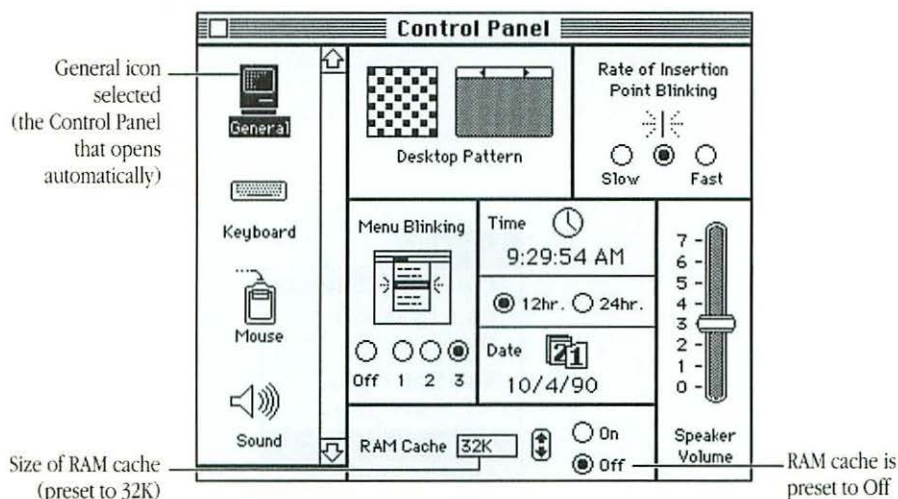 Control Panel
General icon
selected
(the Control Panel
that opens
automatically)
General
Keyboard
Mouse
Sound
Desktop Pattern
Rate of Insertion
Point Blinking
Slow Fast
Menu Blinking
Off 1 2 3
Time
9:29:54 AM
12hr. 24hr.
Date
21
10/4/90
7
6
5
4
3
2
1
0
Speaker
Volume
RAM Cache 32K
On
Off
Size of RAM cache
(preset to 32K)
RAM cache is
preset to Off